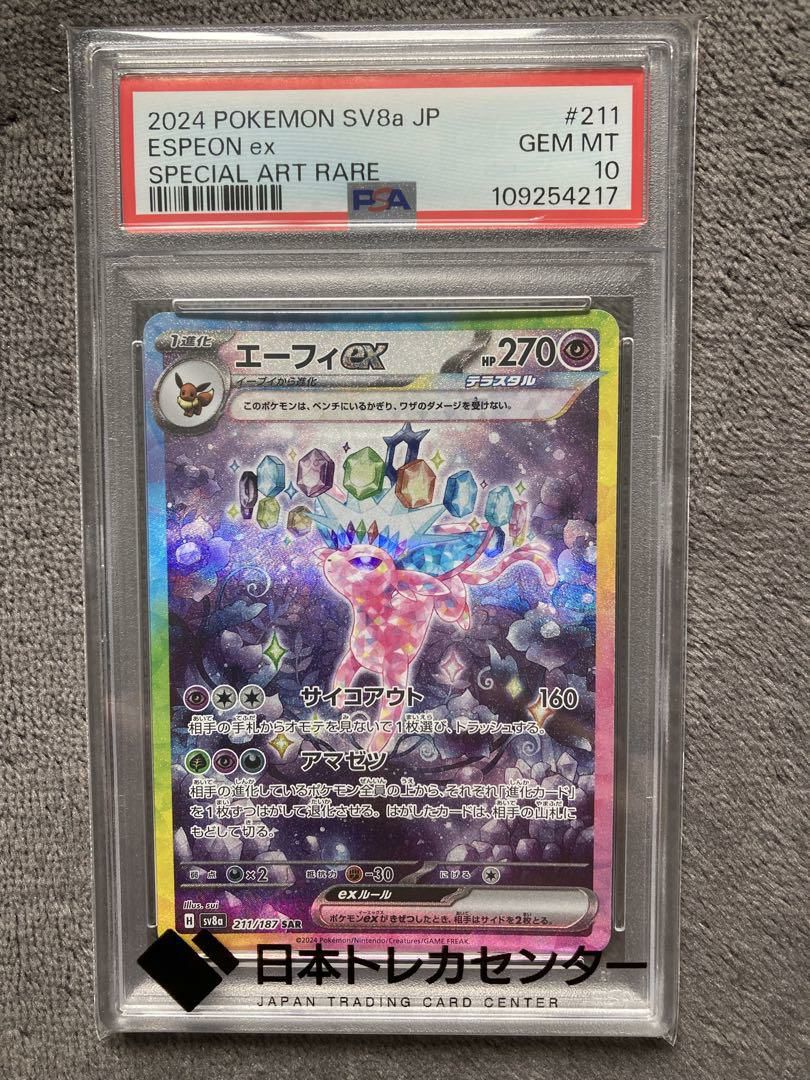 2024 POKEMON SV8a JP #211
ESPEON ex GEM MT
SPECIAL ART RARE 10
PSA 109254217
1進化
エーフィex HP270
イーブイから進化 テラスタル
このポケモンは、ベンチにいるかぎり、ワザのダメージを受けない。
サイコアウト 160
相手の手札からオモテを見ないで1枚選び、トラッシュする。
アマゼツ
相手の進化しているポケモン全員の上から、それぞれ「進化カード」
を1枚ずつはがして退化させる。はがしたカードは、相手の山札に
もどして切る。
弱点 ×2 抵抗力 -30 にげる
exルール
ポケモンexがきぜつしたとき、相手はサイドを2枚とる。
Illus. sui
H sv8a 211/187 SAR
©2024 Pokémon/Nintendo/Creatures/GAME FREAK.
日本トレカセンター
JAPAN TRADING CARD CENTER